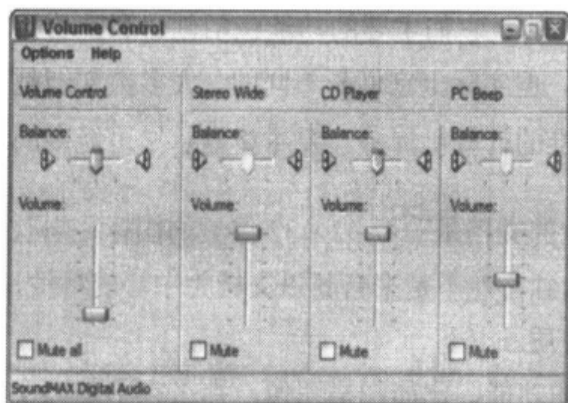 Volume Control
Options Help
Volume Control Stereo Wide CD Player PC Beep
Balance: Balance: Balance: Balance:
Volume: Volume: Volume: Volume:
Mute all Mute Mute Mute
SoundMAX Digital Audio